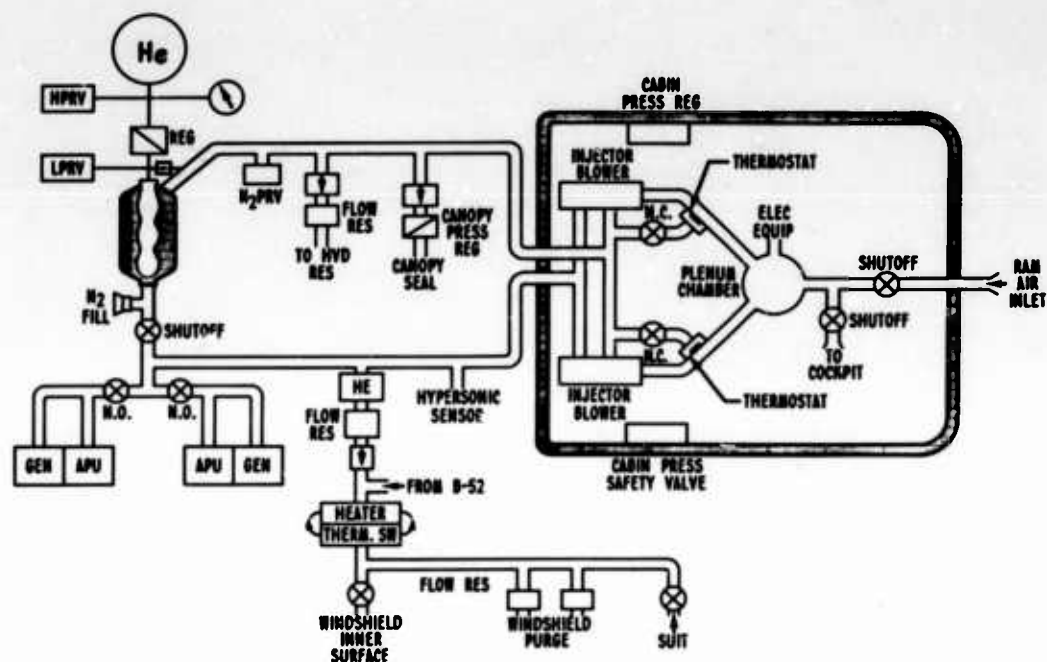 He
HPRV
REG
LPRV
N2 PRV
FLOW
RES
TO HYD
RES
CANOPY
PRESS
REG
CANOPY
SEAL
N2
FILL
SHUTOFF
N.O.
N.O.
GEN
APU
APU
GEN
HE
FLOW
RES
HYPERSONIC
SENSOR
FROM B-52
HEATER
THERM. SW
FLOW RES
WINDSHIELD
INNER
SURFACE
WINDSHIELD
PURGE
SUIT
CABIN
PRESS REG
INJECTOR
BLOWER
THERMOSTAT
N.C.
ELEC
EQUIP
PLENUM
CHAMBER
SHUTOFF
RAM
AIR
INLET
SHUTOFF
TO
COCKPIT
N.C.
THERMOSTAT
INJECTOR
BLOWER
CABIN PRESS
SAFETY VALVE